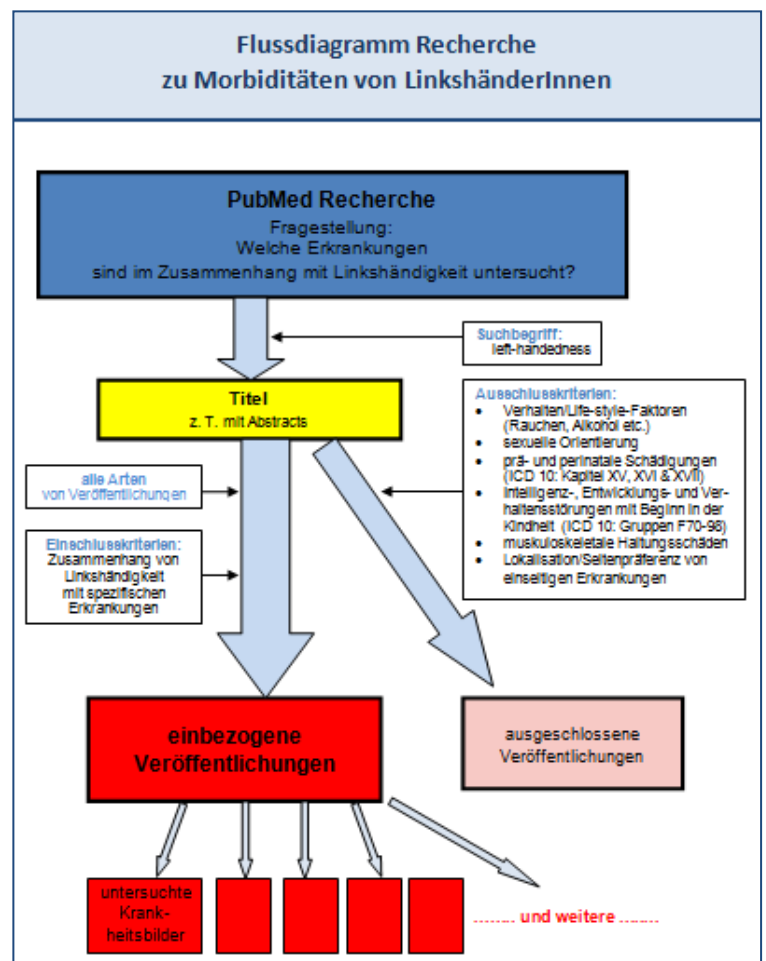 Flussdiagramm Recherche
zu Morbiditäten von LinkshänderInnen
PubMed Recherche
Fragestellung:
Welche Erkrankungen
sind im Zusammenhang mit Linkshändigkeit untersucht?
Suchbegriff:
left-handedness
Titel
z. T. mit Abstracts
Ausschlusskriterien:
• Verhalten/Life-style-Faktoren
(Rauchen, Alkohol etc.)
• sexuelle Orientierung
• prä- und perinatale Schädigungen
(ICD 10: Kapitel XV, XVI & XVII)
• Intelligenz-, Entwicklungs- und Ver-
haltensstörungen mit Beginn in der
Kindheit (ICD 10: Gruppen F70-98)
• muskuloskeletale Haltungsschäden
• Lokalisation/Seitenpräferenz von
einseitigen Erkrankungen
alle Arten
von Veröffentlichungen
Einschlusskriterien:
Zusammenhang von
Linkshändigkeit
mit spezifischen
Erkrankungen
einbezogene
Veröffentlichungen
ausgeschlossene
Veröffentlichungen
untersuchte
Krank-
heitsbilder
........ und weitere ........